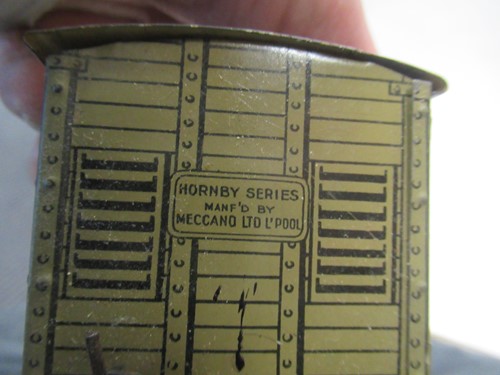 HORNBY SERIES
MANF'D BY
MECCANO LTD L'POOL